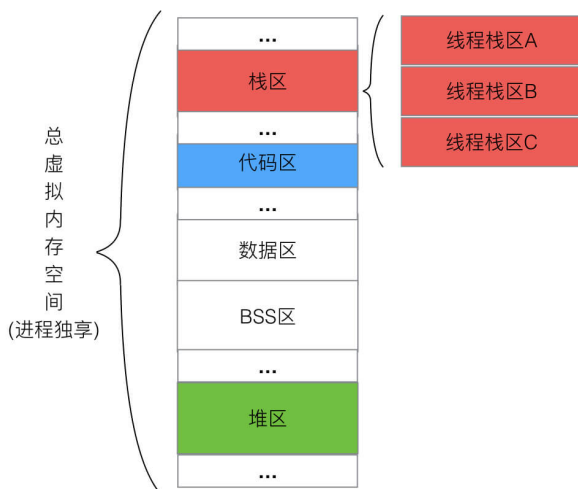 ...
栈区
...
代码区
...
数据区
BSS区
...
堆区
...
总虚拟内存空间
(进程独享)
线程栈区A
线程栈区B
线程栈区C